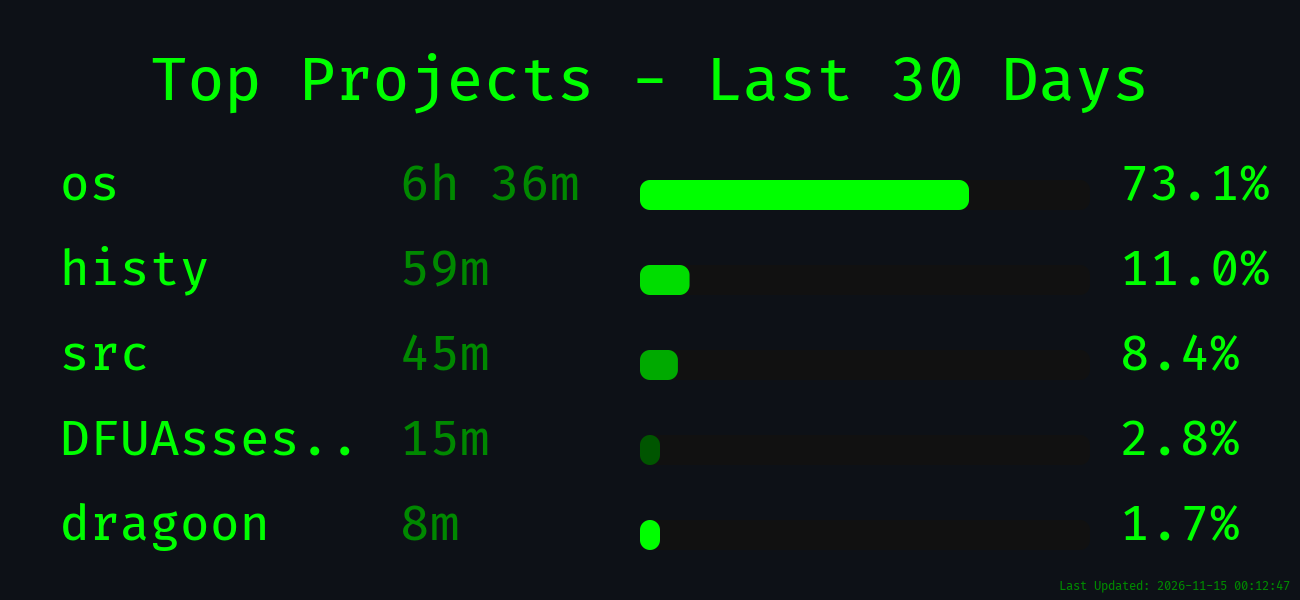 Top Projects - Last 30 Days
os 6h 36m 73.1%
histy 59m 11.0%
src 45m 8.4%
DFUAsses.. 15m 2.8%
dragoon 8m 1.7%
Last Updated: 2026-11-15 00:12:47